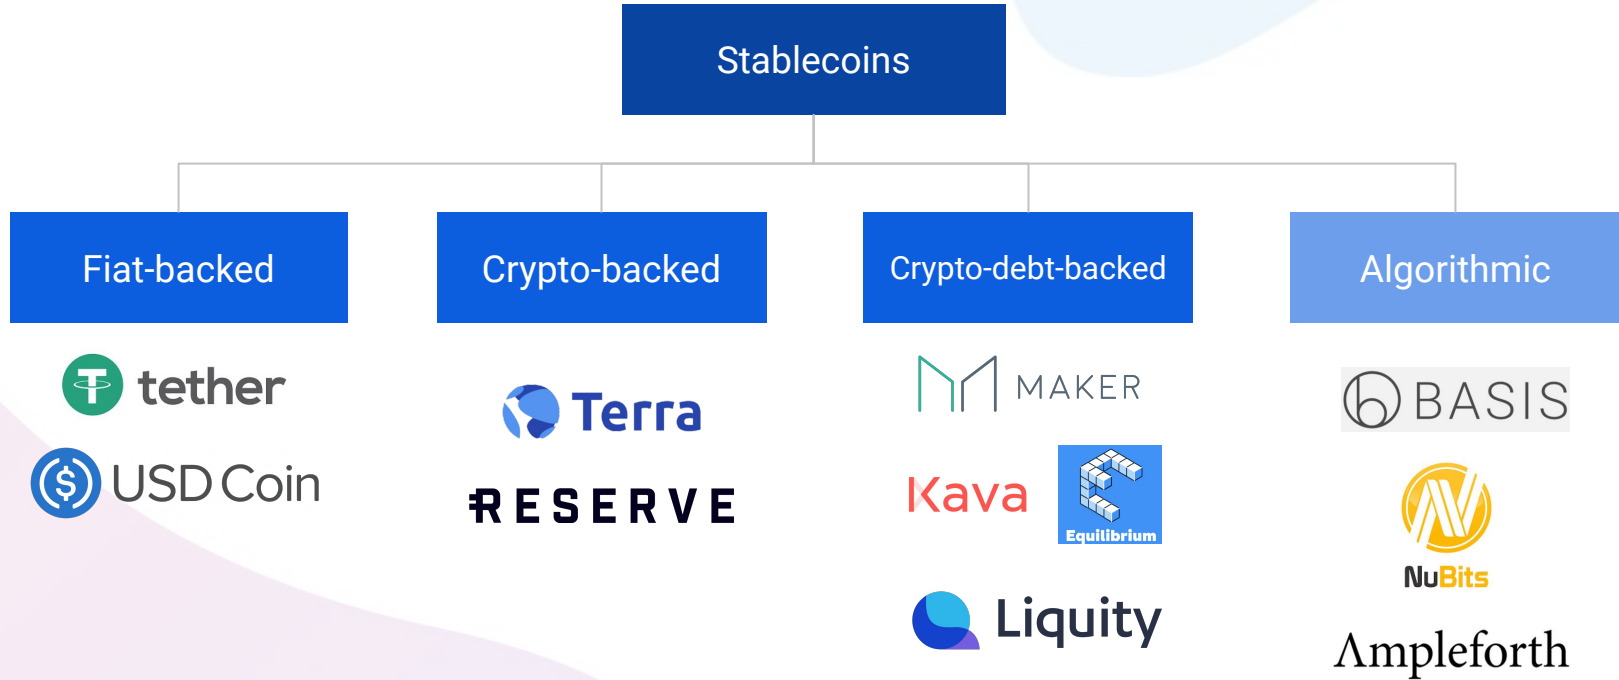 Stablecoins
Fiat-backed
Crypto-backed
Crypto-debt-backed
Algorithmic
tether
USD Coin
Terra
RESERVE
MAKER
Kava
Equilibrium
Liquity
BASIS
NuBits
Ampleforth